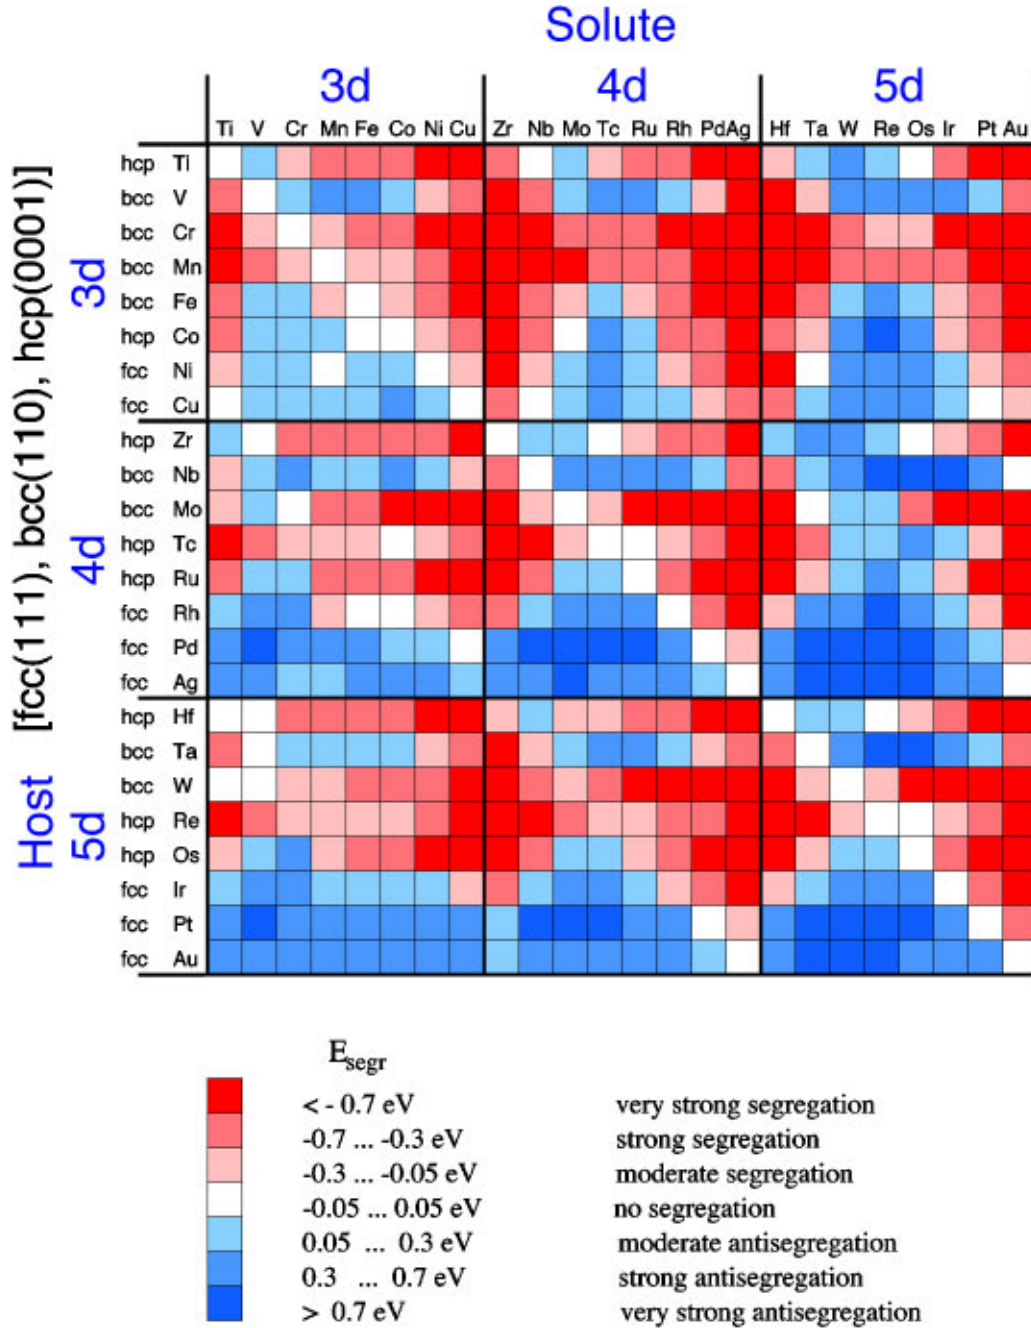 Solute
3d 4d 5d
Ti V Cr Mn Fe Co Ni Cu Zr Nb Mo Tc Ru Rh Pd Ag Hf Ta W Re Os Ir Pt Au
Host [fcc(111), bcc(110), hcp(0001)]
3d
hcp Ti
bcc V
bcc Cr
bcc Mn
bcc Fe
hcp Co
fcc Ni
fcc Cu
4d
hcp Zr
bcc Nb
bcc Mo
hcp Tc
hcp Ru
fcc Rh
fcc Pd
fcc Ag
5d
hcp Hf
bcc Ta
bcc W
hcp Re
hcp Os
fcc Ir
fcc Pt
fcc Au
E_segr
< - 0.7 eV very strong segregation
-0.7 ... -0.3 eV strong segregation
-0.3 ... -0.05 eV moderate segregation
-0.05 ... 0.05 eV no segregation
0.05 ... 0.3 eV moderate antisegregation
0.3 ... 0.7 eV strong antisegregation
> 0.7 eV very strong antisegregation